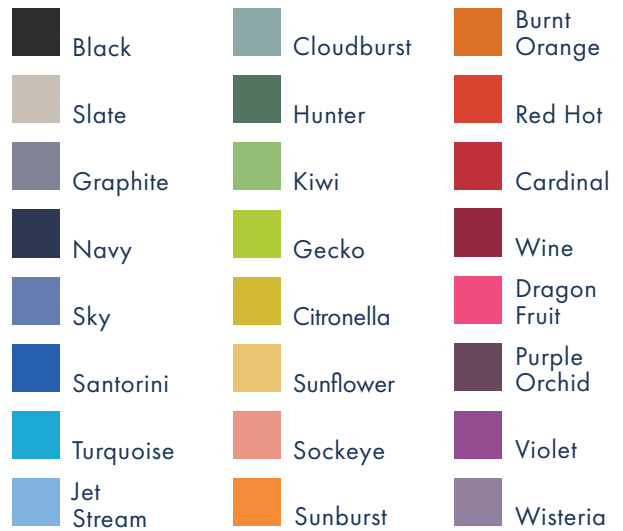 Black
Slate
Graphite
Navy
Sky
Santorini
Turquoise
Jet
Stream
Cloudburst
Hunter
Kiwi
Gecko
Citronella
Sunflower
Sockeye
Sunburst
Burnt
Orange
Red Hot
Cardinal
Wine
Dragon
Fruit
Purple
Orchid
Violet
Wisteria